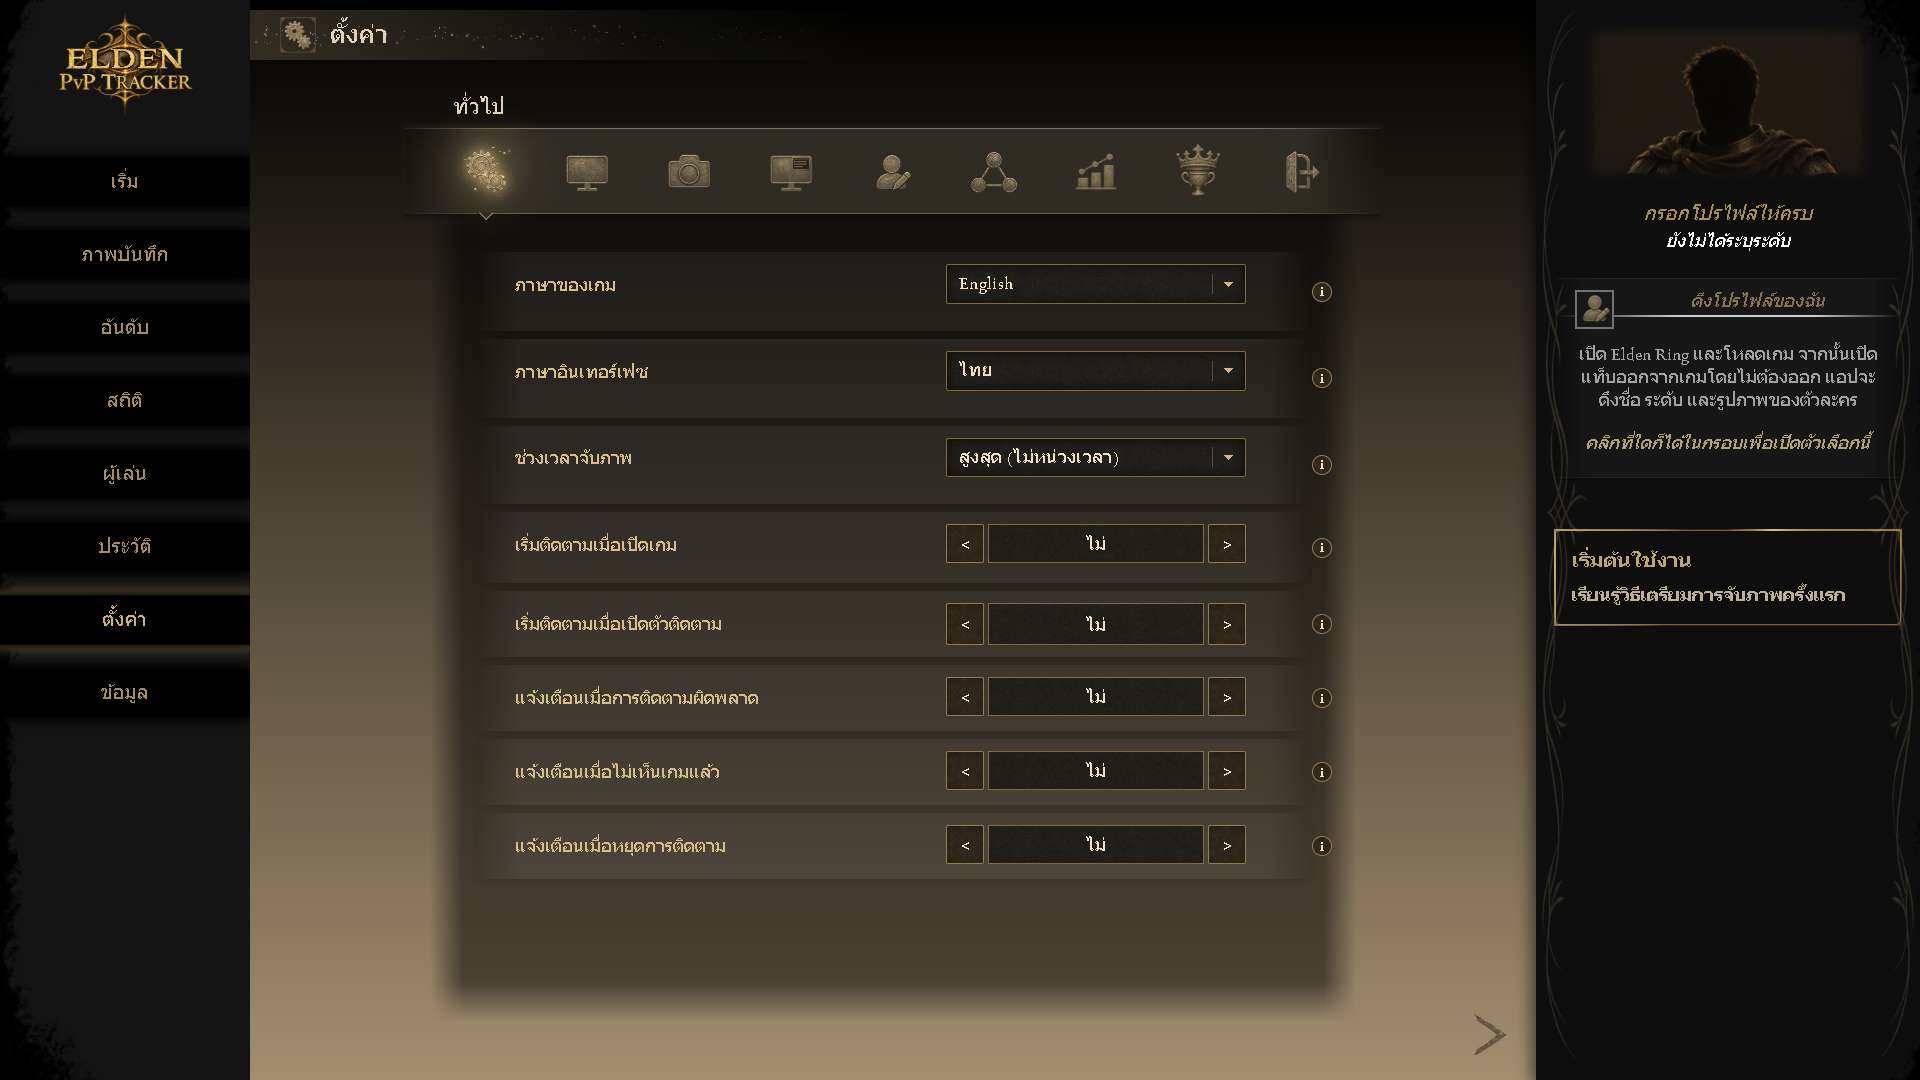 ELDEN
PVP TRACKER
เริ่ม
ภาพบันทึก
อันดับ
สถิติ
ผู้เล่น
ประวัติ
ตั้งค่า
ข้อมูล
ตั้งค่า
ทั่วไป
ภาษาของเกม
English
ภาษาอินเทอร์เฟซ
ไทย
ช่วงเวลาจับภาพ
สูงสุด (ไม่หน่วงเวลา)
เริ่มติดตามเมื่อเปิดเกม
< ไม่ >
เริ่มติดตามเมื่อเปิดตัวติดตาม
< ไม่ >
แจ้งเตือนเมื่อการติดตามผิดพลาด
< ไม่ >
แจ้งเตือนเมื่อไม่เห็นเกมแล้ว
< ไม่ >
แจ้งเตือนเมื่อหยุดการติดตาม
< ไม่ >
กรอกโปรไฟล์ให้ครบ
ยังไม่ได้ระบุระดับ
ดึงโปรไฟล์ของฉัน
เปิด Elden Ring และโหลดเกม จากนั้นเปิด
แท็บออกจากเกมโดยไม่ต้องออก แอปจะ
ดึงชื่อ ระดับ และรูปภาพของตัวละคร
คลิกที่ใดก็ได้ในกรอบเพื่อเปิดตัวเลือกนี้
เริ่มต้นใช้งาน
เรียนรู้วิธีเตรียมการจับภาพครั้งแรก